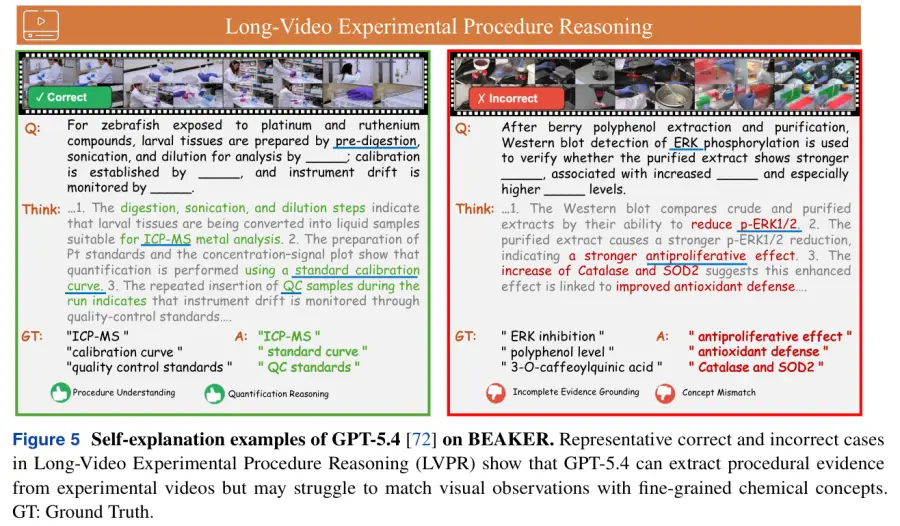 Long-Video Experimental Procedure Reasoning
✓ Correct
Q: For zebrafish exposed to platinum and ruthenium
compounds, larval tissues are prepared by pre-digestion,
sonication, and dilution for analysis by _____; calibration
is established by _____, and instrument drift is
monitored by _____.
Think: ...1. The digestion, sonication, and dilution steps indicate
that larval tissues are being converted into liquid samples
suitable for ICP-MS metal analysis. 2. The preparation of
Pt standards and the concentration-signal plot show that
quantification is performed using a standard calibration
curve. 3. The repeated insertion of QC samples during the
run indicates that instrument drift is monitored through
quality-control standards....
GT: "ICP-MS " A: "ICP-MS "
"calibration curve " " standard curve "
"quality control standards " " QC standards "
Procedure Understanding Quantification Reasoning
✗ Incorrect
Q: After berry polyphenol extraction and purification,
Western blot detection of ERK phosphorylation is used
to verify whether the purified extract shows stronger
_____, associated with increased _____ and especially
higher _____ levels.
Think: ...1. The Western blot compares crude and purified
extracts by their ability to reduce p-ERK1/2. 2. The
purified extract causes a stronger p-ERK1/2 reduction,
indicating a stronger antiproliferative effect. 3. The
increase of Catalase and SOD2 suggests this enhanced
effect is linked to improved antioxidant defense....
GT: " ERK inhibition " A: " antiproliferative effect "
" polyphenol level " " antioxidant defense "
" 3-O-caffeoylquinic acid " " Catalase and SOD2 "
Incomplete Evidence Grounding Concept Mismatch
Figure 5 Self-explanation examples of GPT-5.4 [72] on BEAKER. Representative correct and incorrect cases
in Long-Video Experimental Procedure Reasoning (LVPR) show that GPT-5.4 can extract procedural evidence
from experimental videos but may struggle to match visual observations with fine-grained chemical concepts.
GT: Ground Truth.